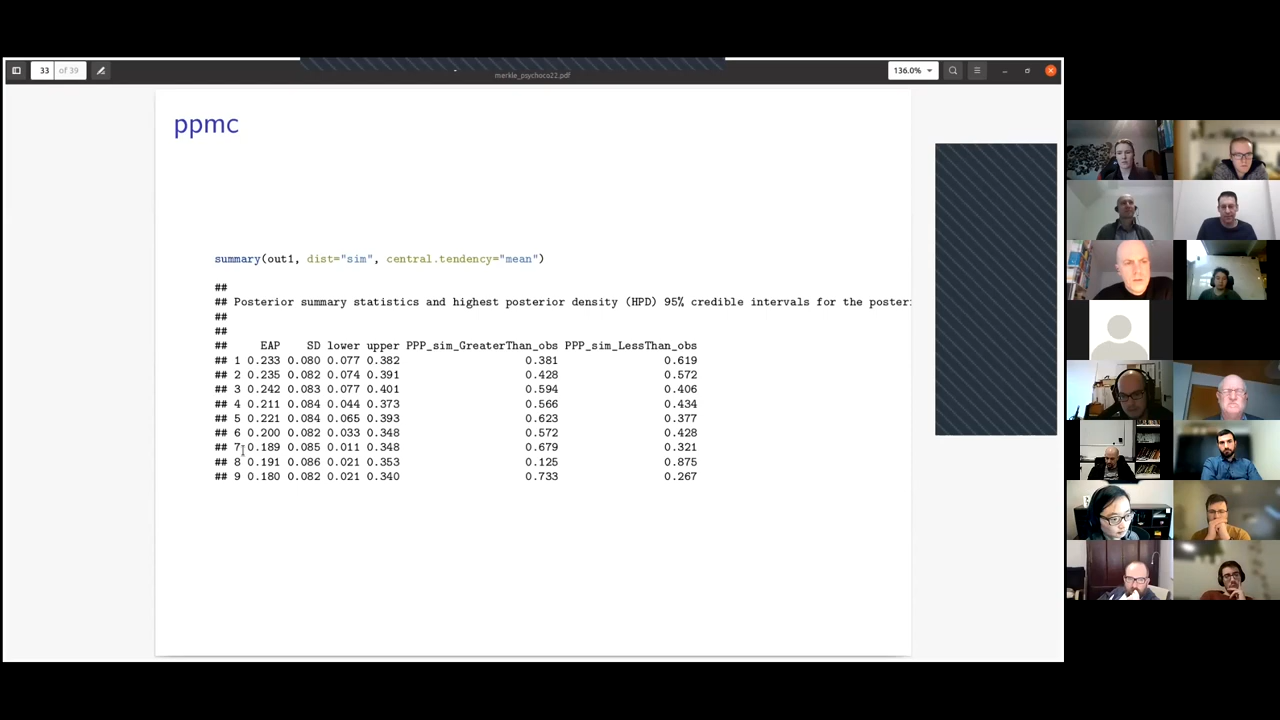 33 of 39
merkle_psychoco22.pdf
136.0%
ppmc
summary(out1, dist="sim", central.tendency="mean")
##
## Posterior summary statistics and highest posterior density (HPD) 95% credible intervals for the poster
##
##
## EAP SD lower upper PPP_sim_GreaterThan_obs PPP_sim_LessThan_obs
## 1 0.233 0.080 0.077 0.382 0.381 0.619
## 2 0.235 0.082 0.074 0.391 0.428 0.572
## 3 0.242 0.083 0.077 0.401 0.594 0.406
## 4 0.211 0.084 0.044 0.373 0.566 0.434
## 5 0.221 0.084 0.065 0.393 0.623 0.377
## 6 0.200 0.082 0.033 0.348 0.572 0.428
## 7 0.189 0.085 0.011 0.348 0.679 0.321
## 8 0.191 0.086 0.021 0.353 0.125 0.875
## 9 0.180 0.082 0.021 0.340 0.733 0.267